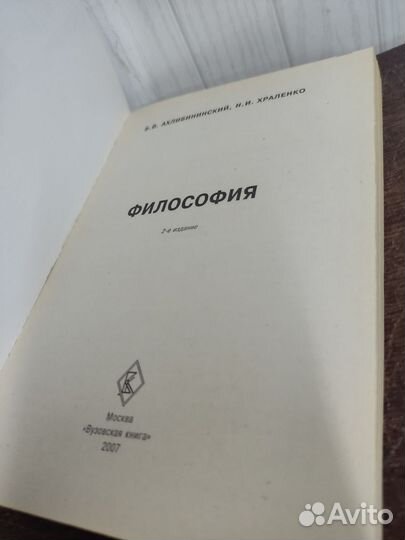 Б.В. АХЛИБИНИНСКИЙ, Н.И. ХРАЛЕНКО
ФИЛОСОФИЯ
2-е издание
Москва
«Вузовская книга»
2007
Avito